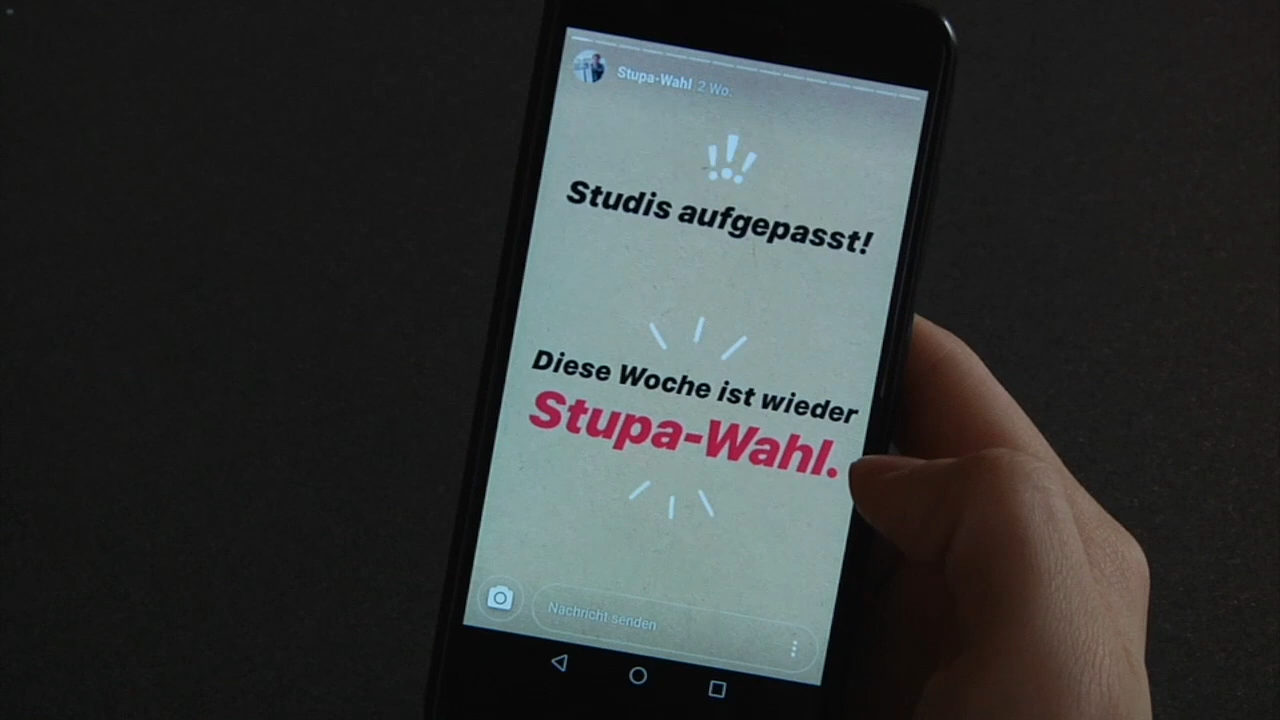 Stupa-Wahl 2 Wo.
!!!
Studis aufgepasst!
Diese Woche ist wieder
Stupa-Wahl.
Nachricht senden